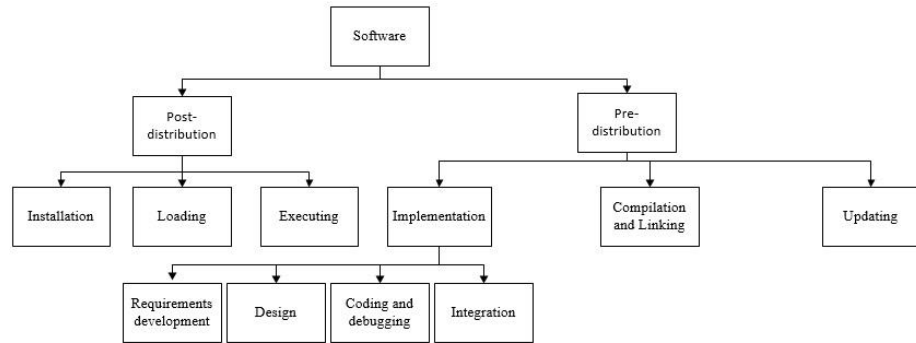 Software
Post-
distribution
Pre-
distribution
Installation
Loading
Executing
Implementation
Compilation
and Linking
Updating
Requirements
development
Design
Coding and
debugging
Integration